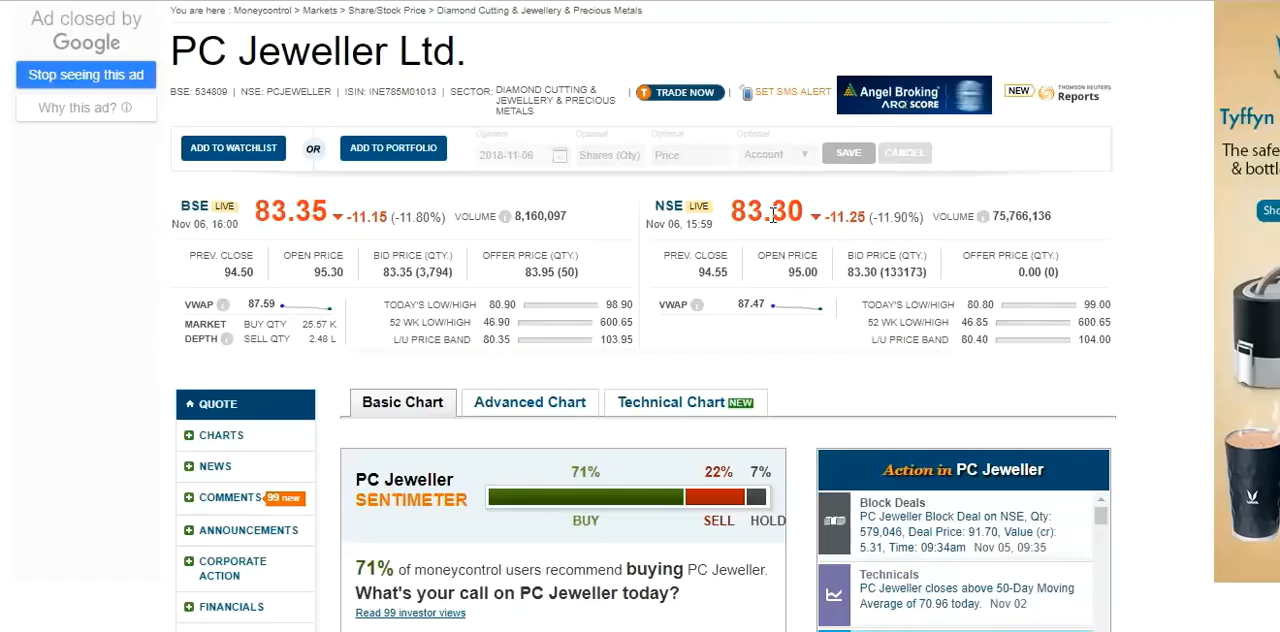 Ad closed by
Google
Stop seeing this ad
Why this ad?
You are here : Moneycontrol > Markets > Share/Stock Price > Diamond Cutting & Jewellery & Precious Metals
PC Jeweller Ltd.
BSE: 534809 | NSE: PCJEWELLER | ISIN: INE785M01013 | SECTOR: DIAMOND CUTTING & JEWELLERY & PRECIOUS METALS | TRADE NOW | SET SMS ALERT
Angel Broking
ARQ SCORE
NEW THOMSON REUTERS
Reports
ADD TO WATCHLIST OR ADD TO PORTFOLIO
Optional Optional Optional Optional
2018-11-06 Shares (Qty) Price Account SAVE CANCEL
BSE LIVE 83.35 -11.15 (-11.80%) VOLUME 8,160,097
Nov 06, 16:00
PREV. CLOSE OPEN PRICE BID PRICE (QTY.) OFFER PRICE (QTY.)
94.50 95.30 83.35 (3,794) 83.95 (50)
VWAP 87.59
MARKET DEPTH BUY QTY 25.57 K
SELL QTY 2.48 L
TODAY'S LOW/HIGH 80.90 98.90
52 WK LOW/HIGH 46.90 600.65
L/U PRICE BAND 80.35 103.95
NSE LIVE 83.30 -11.25 (-11.90%) VOLUME 75,766,136
Nov 06, 15:59
PREV. CLOSE OPEN PRICE BID PRICE (QTY.) OFFER PRICE (QTY.)
94.55 95.00 83.30 (133173) 0.00 (0)
VWAP 87.47
TODAY'S LOW/HIGH 80.80 99.00
52 WK LOW/HIGH 46.85 600.65
L/U PRICE BAND 80.40 104.00
QUOTE
CHARTS
NEWS
COMMENTS 99 new
ANNOUNCEMENTS
CORPORATE
ACTION
FINANCIALS
Basic Chart Advanced Chart Technical Chart NEW
PC Jeweller
SENTIMETER
71% 22% 7%
BUY SELL HOLD
71% of moneycontrol users recommend buying PC Jeweller.
What's your call on PC Jeweller today?
Read 99 investor views
Action in PC Jeweller
Block Deals
PC Jeweller Block Deal on NSE, Qty:
579,046, Deal Price: 91.70, Value (cr):
5.31, Time: 09:34am Nov 05, 09:35
Technicals
PC Jeweller closes above 50-Day Moving
Average of 70.96 today. Nov 02
Tyffyn
The safe
& bottl
Sho